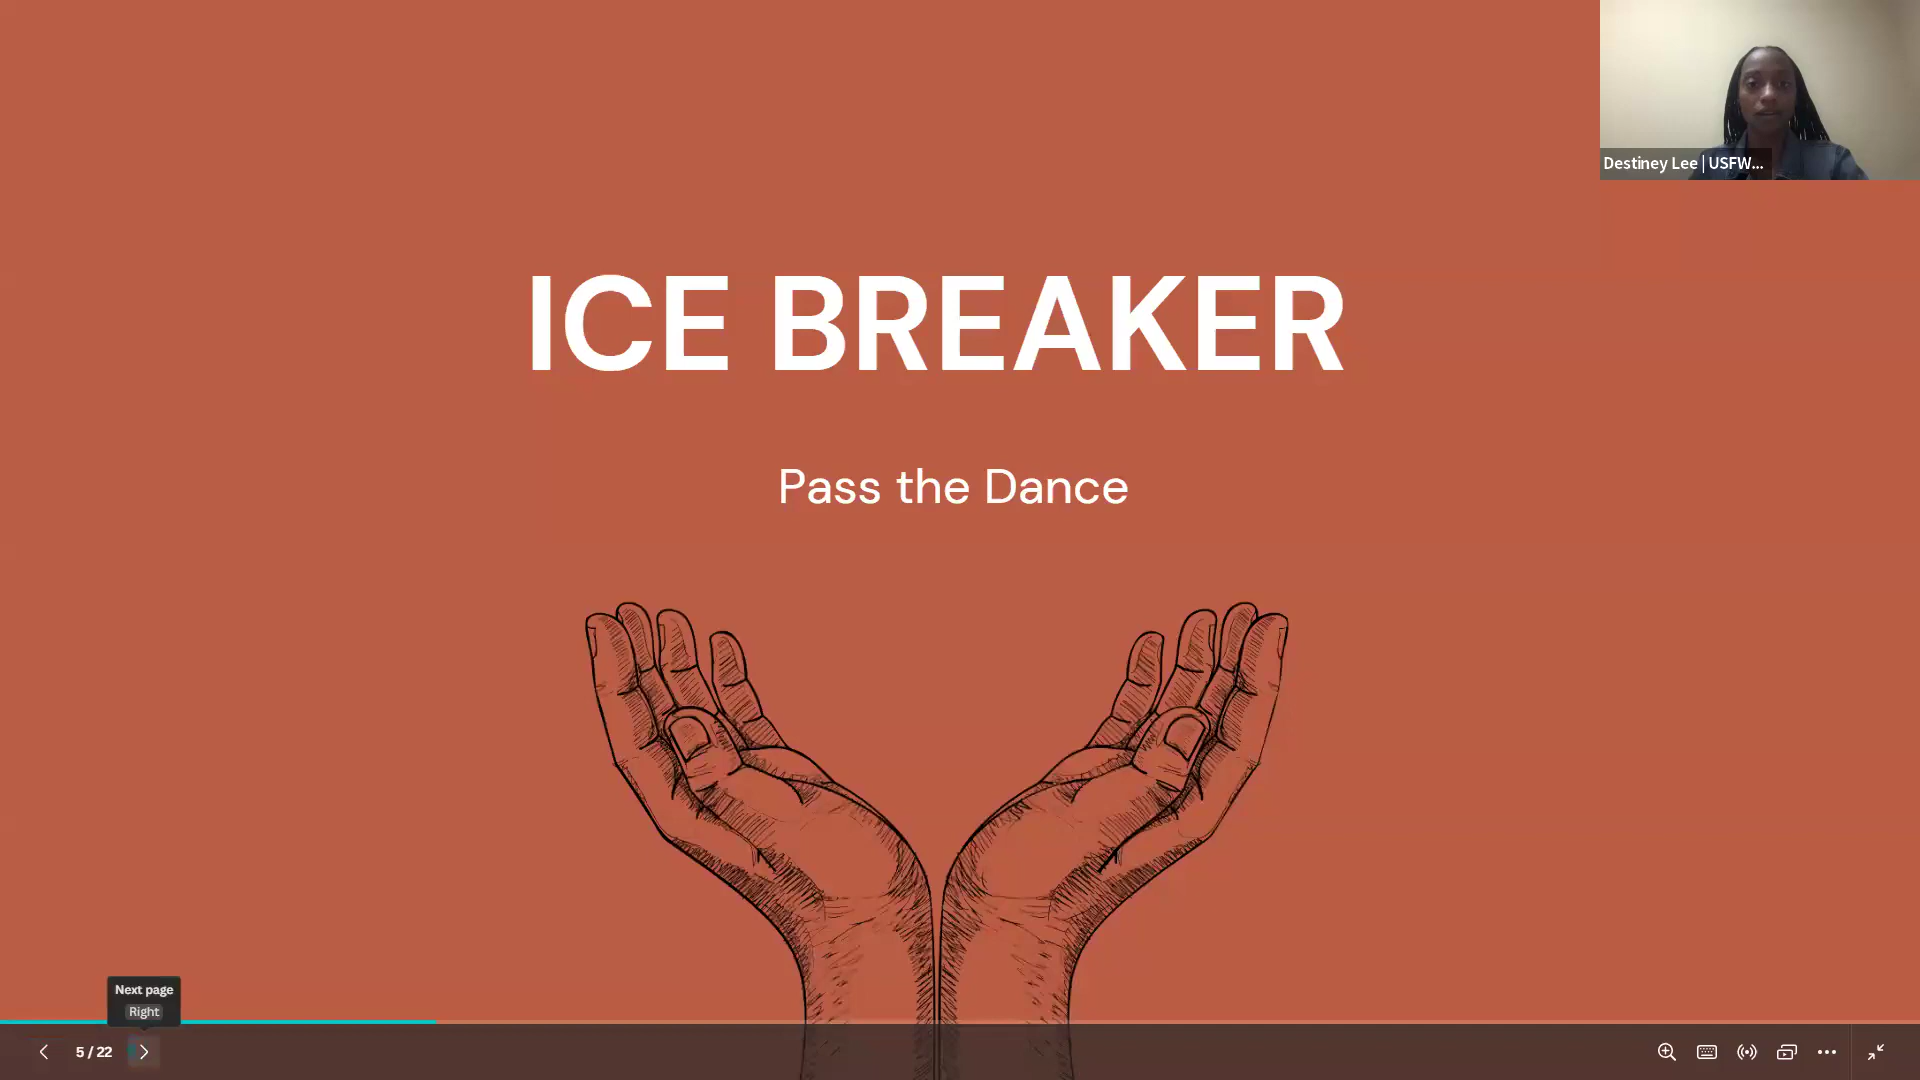 Destiney Lee | USFW...
ICE BREAKER
Pass the Dance
Next page
Right
5 / 22